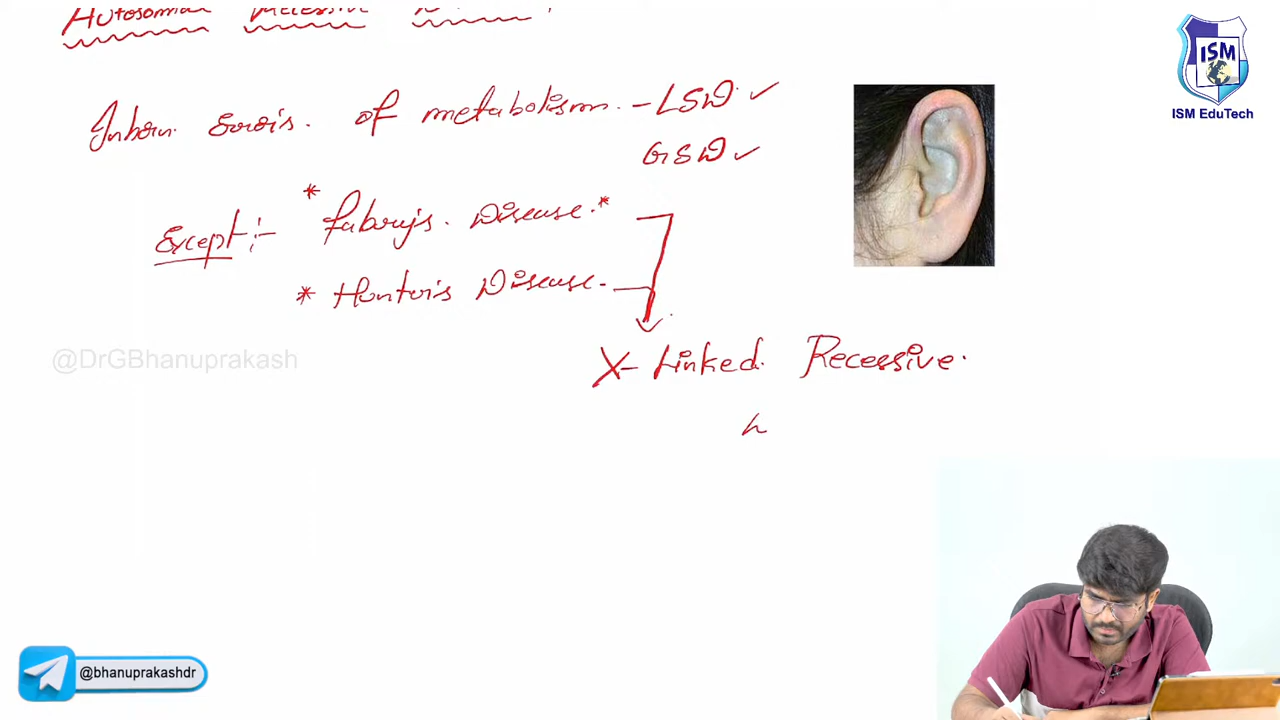 Autosomal Recessive
Inborn Errors of metabolism - LSD ✓
GSD ✓
Except :- * Fabry's Disease *
* Hunter's Disease
X-Linked Recessive
ISM
ISM EduTech
@DrGBhanuprakash
@bhanuprakashdr